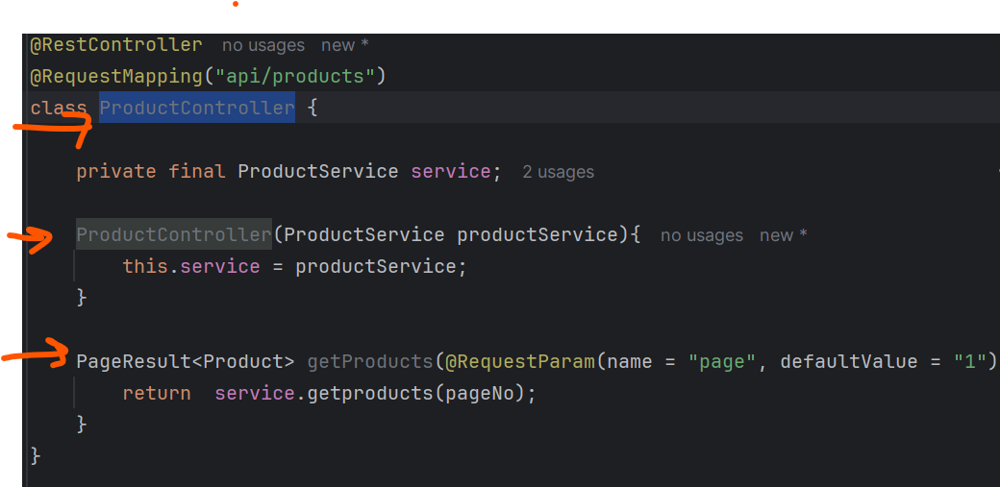 @RestController no usages new *
@RequestMapping("api/products")
class ProductController {
private final ProductService service; 2 usages
ProductController(ProductService productService){ no usages new *
this.service = productService;
}
PageResult<Product> getProducts(@RequestParam(name = "page", defaultValue = "1")
return service.getproducts(pageNo);
}
}